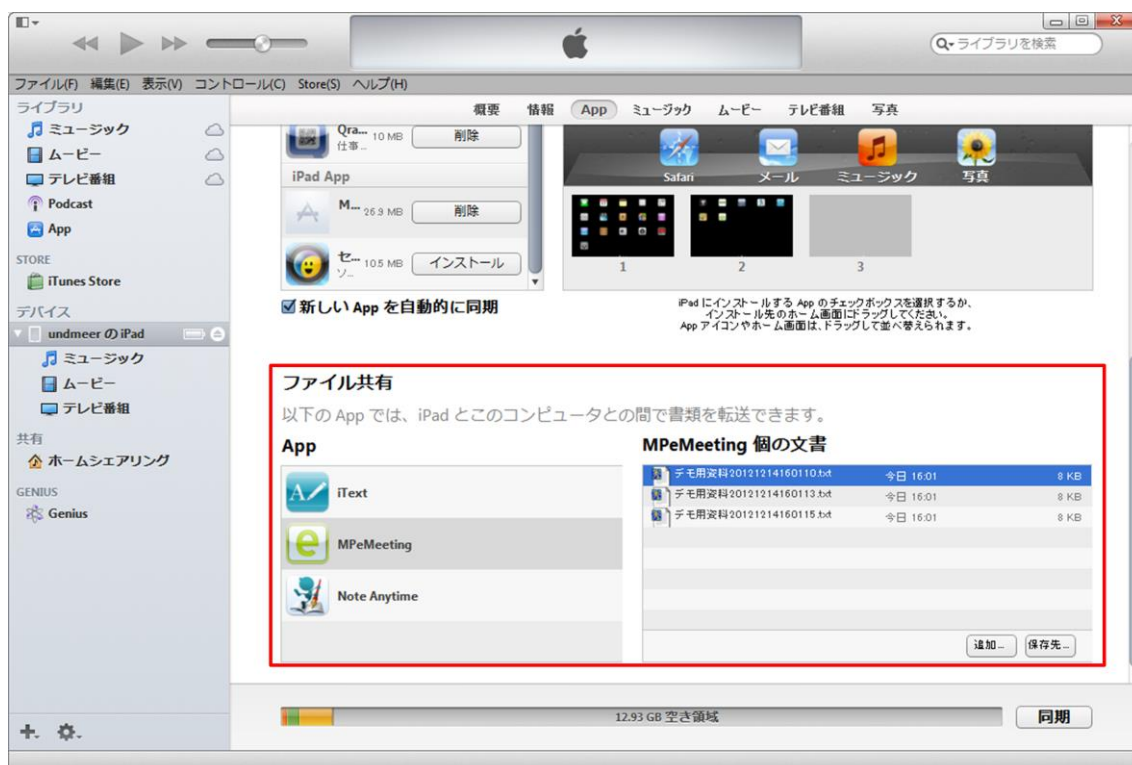 ライブラリを検索
ファイル(F) 編集(E) 表示(V) コントロール(C) Store(S) ヘルプ(H)
ライブラリ
ミュージック
ムービー
テレビ番組
Podcast
App
STORE
iTunes Store
デバイス
undmeer の iPad
ミュージック
ムービー
テレビ番組
共有
ホームシェアリング
GENIUS
Genius
概要 情報 App ミュージック ムービー テレビ番組 写真
Qra... 10 MB 削除
仕事...
iPad App
M... 26.9 MB 削除
セ... 105 MB インストール
ソ...
新しい App を自動的に同期
Safari メール ミュージック 写真
1 2 3
iPad にインストールする App のチェックボックスを選択するか、
インストール先のホーム画面にドラッグしてください。
App アイコンやホーム画面は、ドラッグして並べ替えられます。
ファイル共有
以下の App では、iPad とこのコンピュータとの間で書類を転送できます。
App
iText
MPeMeeting
Note Anytime
MPeMeeting 個の文書
デモ用資料20121214160110.txt 今日 16:01 8 KB
デモ用資料20121214160113.txt 今日 16:01 8 KB
デモ用資料20121214160115.txt 今日 16:01 8 KB
追加... 保存先...
12.93 GB 空き領域
同期